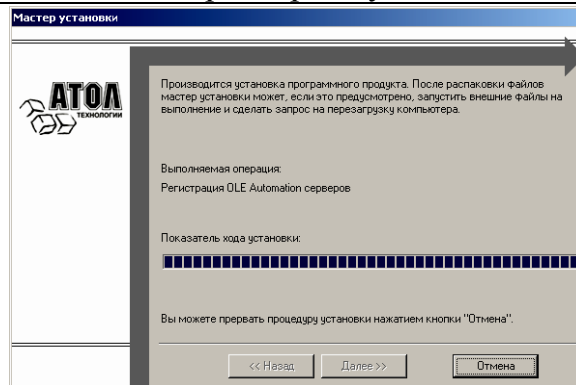 Мастер установки
АТОЛ
ТЕХНОЛОГИИ
Производится установка программного продукта. После распаковки файлов
мастер установки может, если это предусмотрено, запустить внешние файлы на
выполнение и сделать запрос на перезагрузку компьютера.
Выполняемая операция:
Регистрация OLE Automation серверов
Показатель хода установки:
Вы можете прервать процедуру установки нажатием кнопки "Отмена".
<< Назад Далее >> Отмена